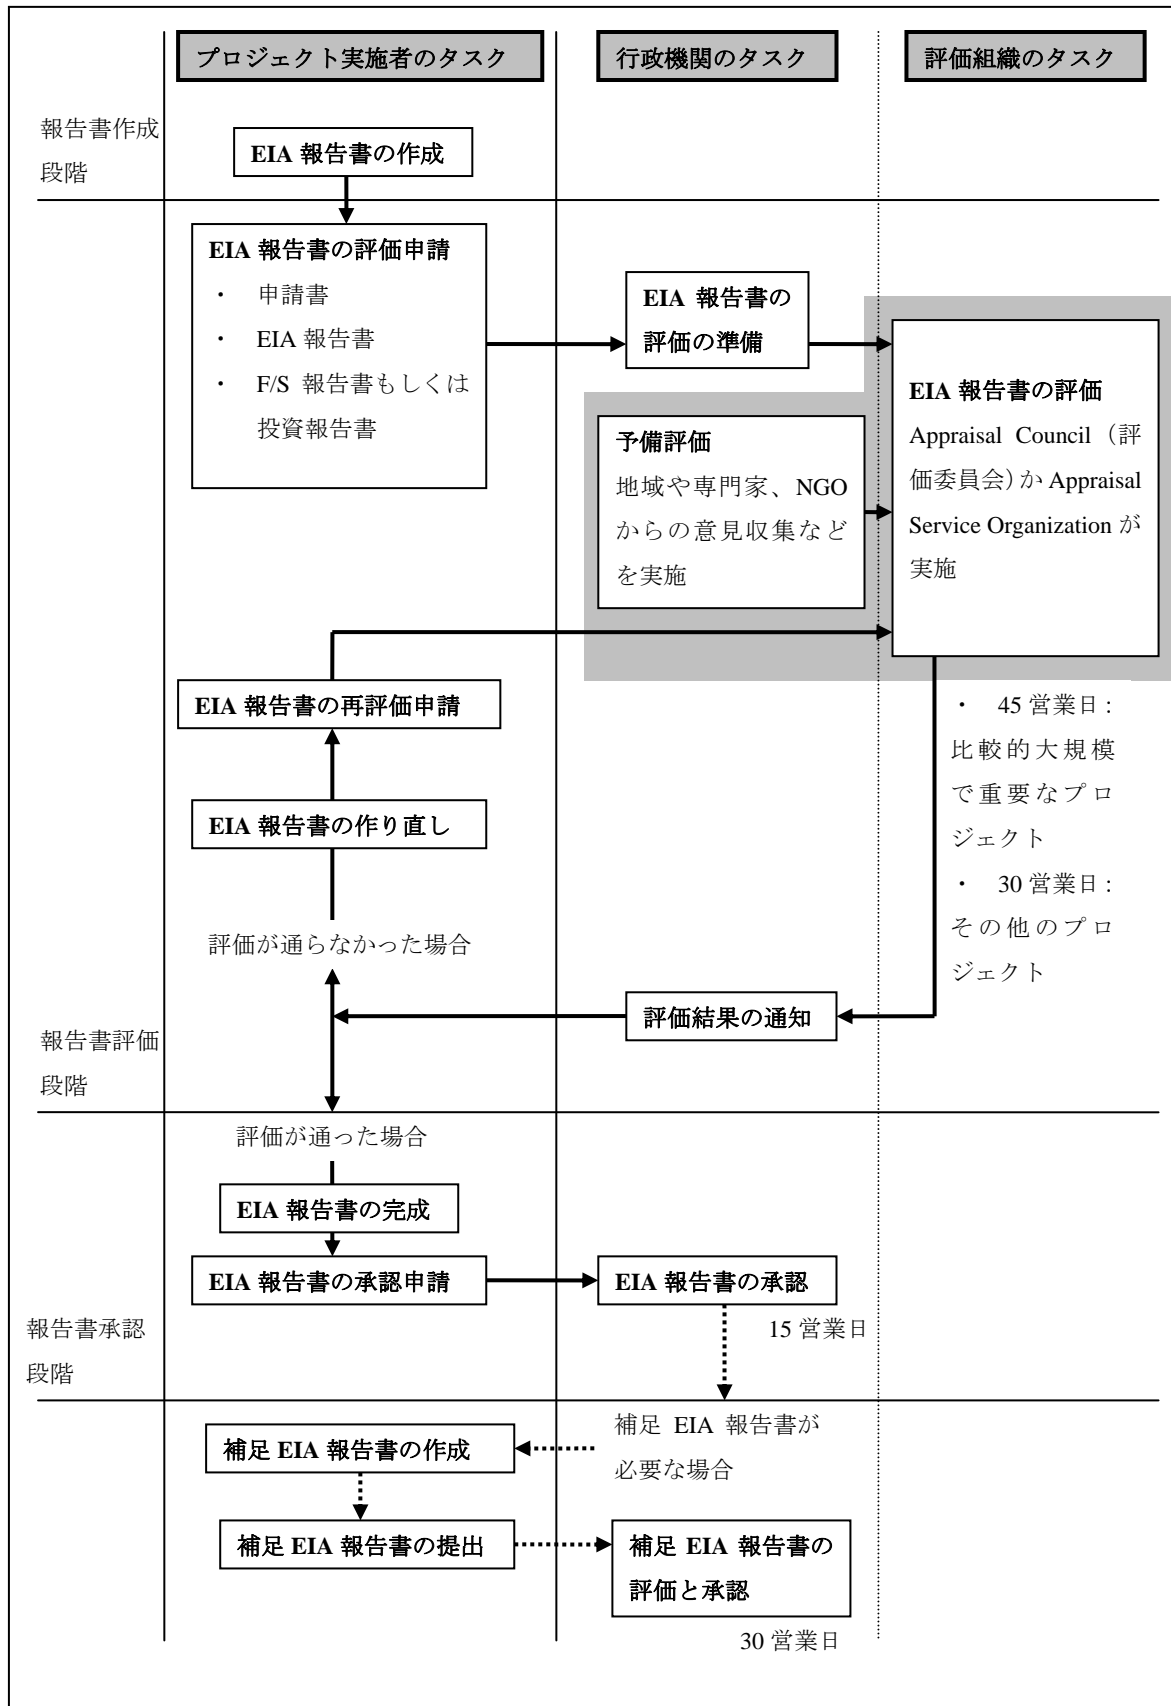 プロジェクト実施者のタスク
行政機関のタスク
評価組織のタスク
報告書作成
段階
EIA 報告書の作成
EIA 報告書の評価申請
・ 申請書
・ EIA 報告書
・ F/S 報告書もしくは
投資報告書
EIA 報告書の
評価の準備
EIA 報告書の評価
Appraisal Council（評
価委員会）か Appraisal
Service Organization が
実施
予備評価
地域や専門家、NGO
からの意見収集など
を実施
EIA 報告書の再評価申請
EIA 報告書の作り直し
評価が通らなかった場合
・ 45 営業日：
比較的大規模
で重要なプロ
ジェクト
・ 30 営業日：
その他のプロ
ジェクト
評価結果の通知
報告書評価
段階
評価が通った場合
EIA 報告書の完成
EIA 報告書の承認申請
EIA 報告書の承認
15 営業日
報告書承認
段階
補足 EIA 報告書が
必要な場合
補足 EIA 報告書の作成
補足 EIA 報告書の提出
補足 EIA 報告書の
評価と承認
30 営業日